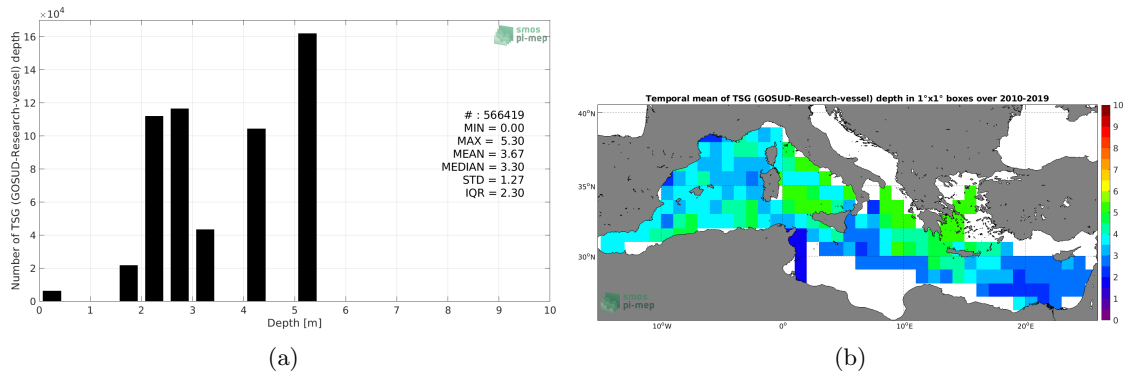 ×10⁴
Number of TSG (GOSUD-Research-vessel) depth
16
14
12
10
8
6
4
2
0
0 1 2 3 4 5 6 7 8 9 10
Depth [m]
smos
pi-mep
# : 566419
MIN = 0.00
MAX = 5.30
MEAN = 3.67
MEDIAN = 3.30
STD = 1.27
IQR = 2.30
(a)
Temporal mean of TSG (GOSUD-Research-vessel) depth in 1°x1° boxes over 2010-2019
40°N
35°N
30°N
10°W 0° 10°E 20°E
smos
pi-mep
10
9
8
7
6
5
4
3
2
1
0
(b)